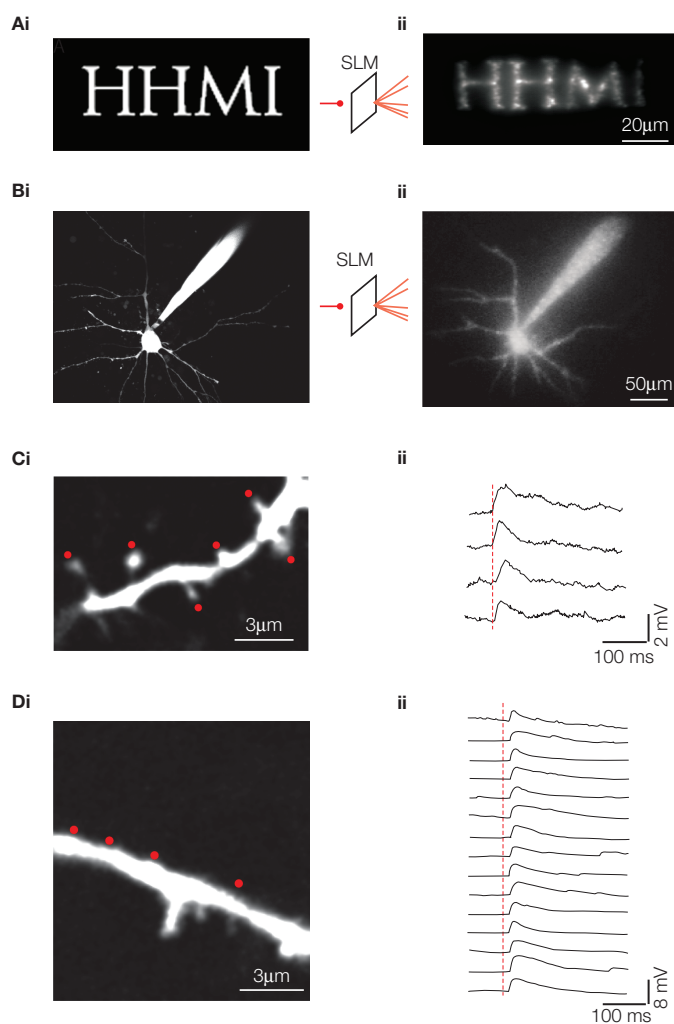 Ai
ii
A
HHMI
SLM
HHMI
20µm
Bi
ii
SLM
50µm
Ci
ii
3µm
100 ms
2 mV
Di
ii
3µm
100 ms
8 mV